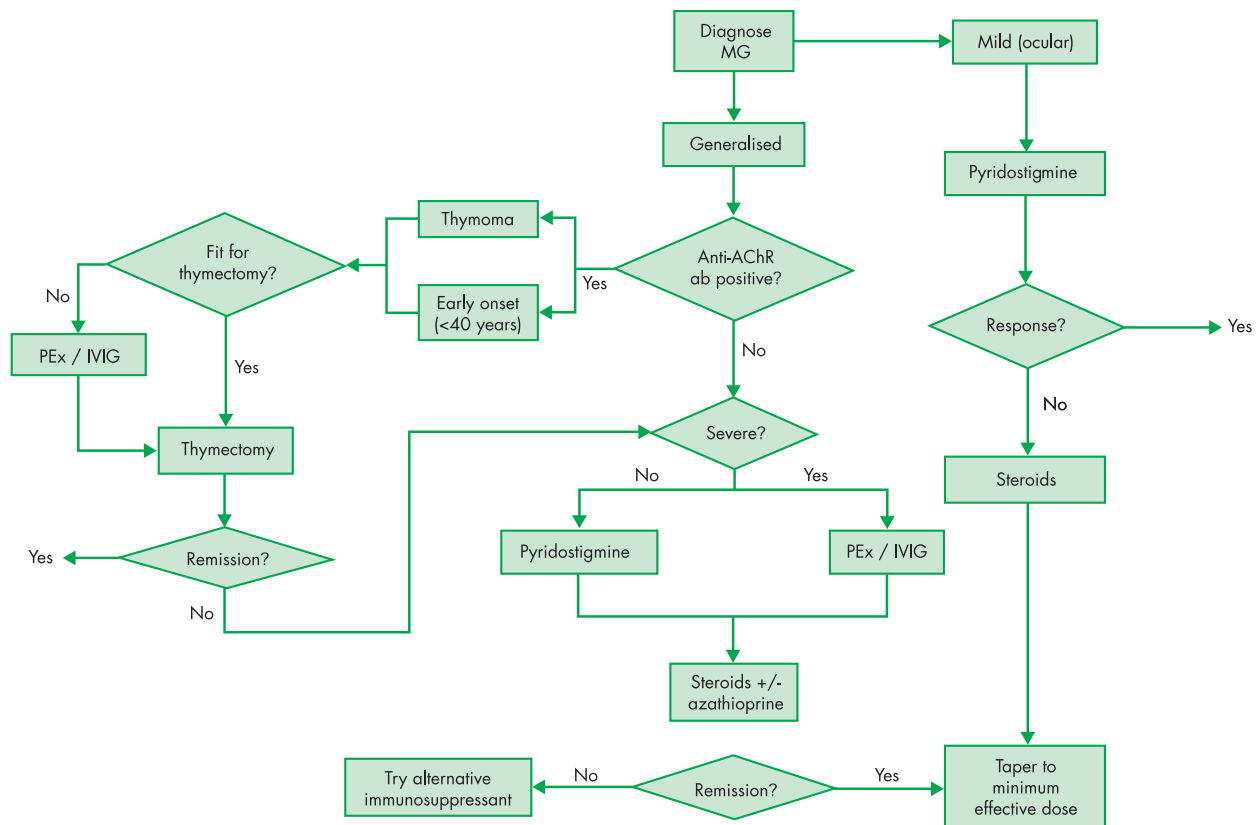 Diagnose
MG
Mild (ocular)
Generalised
Pyridostigmine
Thymoma
Fit for
thymectomy?
Anti-AChR
ab positive?
Yes
No
Early onset
(<40 years)
Response?
Yes
PEx / IVIG
Yes
No
No
Thymectomy
Severe?
No
Yes
Steroids
Pyridostigmine
PEx / IVIG
Yes
Remission?
No
Steroids +/-
azathioprine
Try alternative
immunosuppressant
No
Remission?
Yes
Taper to
minimum
effective dose